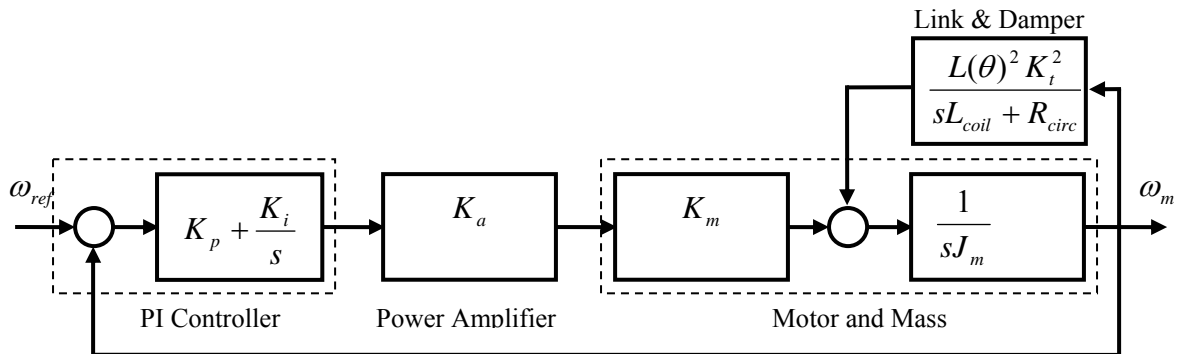 Link & Damper
L(θ)² K_t²
sL_coil + R_circ
ω_ref
K_p + K_i
s
K_a
K_m
1
sJ_m
ω_m
PI Controller
Power Amplifier
Motor and Mass